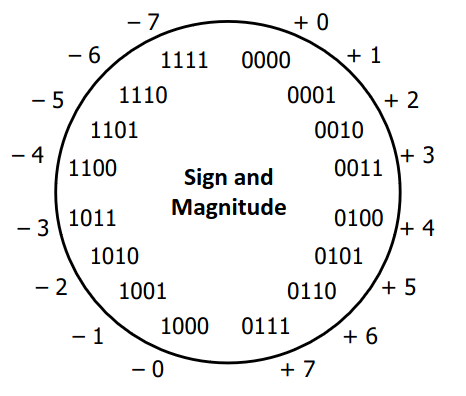 – 7 + 0
– 6 1111 0000 + 1
– 5 1110 0001 + 2
1101 0010
– 4 1100 0011 + 3
Sign and
Magnitude
– 3 1011 0100 + 4
1010 0101
– 2 1001 0110 + 5
– 1 1000 0111 + 6
– 0 + 7